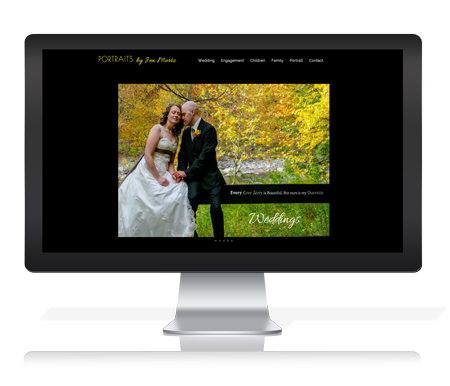 PORTRAITS by Jen Martz
Wedding Engagement Children Family Portrait Contact
Every Love Story is Beautiful, But ours is my Favorite.
Weddings